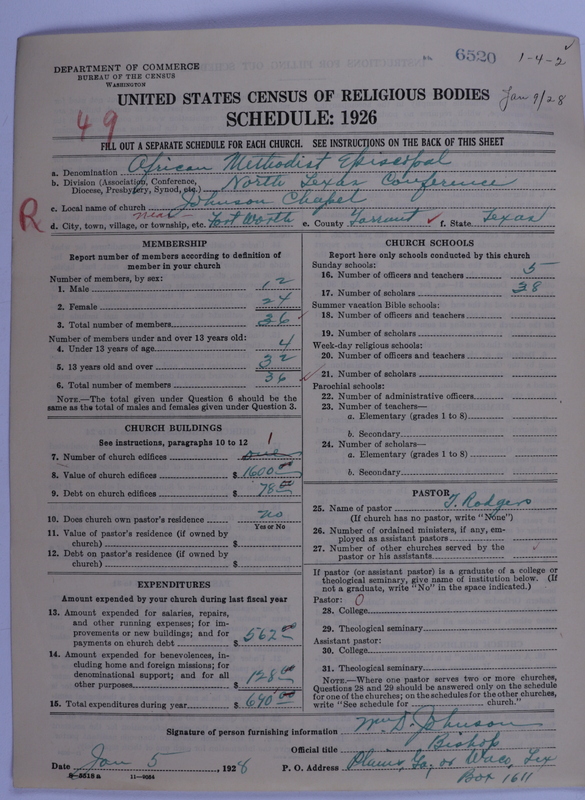 6520 1-4-2
DEPARTMENT OF COMMERCE
BUREAU OF THE CENSUS
WASHINGTON
Jan 9/28
UNITED STATES CENSUS OF RELIGIOUS BODIES
49
SCHEDULE: 1926
FILL OUT A SEPARATE SCHEDULE FOR EACH CHURCH. SEE INSTRUCTIONS ON THE BACK OF THIS SHEET
a. Denomination African Methodist Episcopal
b. Division (Association, Conference, Diocese, Presbytery, Synod, etc.) North Texas Conference
c. Local name of church Johnson Chapel
R
d. City, town, village, or township, etc. near Fort Worth e. County Tarrant f. State Texas
MEMBERSHIP
Report number of members according to definition of
member in your church
Number of members, by sex:
1. Male 12
2. Female 24
3. Total number of members 36
Number of members under and over 13 years old:
4. Under 13 years of age 4
5. 13 years old and over 32
6. Total number of members 36
NOTE.—The total given under Question 6 should be the
same as the total of males and females given under Question 3.
CHURCH BUILDINGS
See instructions, paragraphs 10 to 12
1
7. Number of church edifices one
8. Value of church edifices $ 1600.00
9. Debt on church edifices $ 78.00
10. Does church own pastor's residence No
Yes or No
11. Value of pastor's residence (if owned by
church) $
12. Debt on pastor's residence (if owned by
church) $
EXPENDITURES
Amount expended by your church during last fiscal year
13. Amount expended for salaries, repairs,
and other running expenses; for im-
provements or new buildings; and for
payments on church debt $ 562.00
14. Amount expended for benevolences, in-
cluding home and foreign missions; for
denominational support; and for all
other purposes $ 128.00
15. Total expenditures during year $ 690.00
CHURCH SCHOOLS
Report here only schools conducted by this church
Sunday schools:
16. Number of officers and teachers 5
17. Number of scholars 38
Summer vacation Bible schools:
18. Number of officers and teachers
19. Number of scholars
Week-day religious schools:
20. Number of officers and teachers
21. Number of scholars
Parochial schools:
22. Number of administrative officers
23. Number of teachers—
a. Elementary (grades 1 to 8)
b. Secondary
24. Number of scholars—
a. Elementary (grades 1 to 8)
b. Secondary
PASTOR
25. Name of pastor T. Rodgers
(If church has no pastor, write "None")
26. Number of ordained ministers, if any, em-
ployed as assistant pastors
27. Number of other churches served by the
pastor or his assistants
If pastor (or assistant pastor) is a graduate of a college or
theological seminary, give name of institution below. (If
not a graduate, write "No" in the space indicated.)
Pastor: 0
28. College
29. Theological seminary
Assistant pastor:
30. College
31. Theological seminary
NOTE.—Where one pastor serves two or more churches,
Questions 28 and 29 should be answered only on the schedule
for one of the churches; on the schedules for the other churches,
write "See schedule for church."
Signature of person furnishing information Wm D. Johnson
Official title Bishop
Date Jan 5, 1928 P. O. Address Plains, Ga, or Waco, Tex
8—5518 a 11—9034 Box 1611